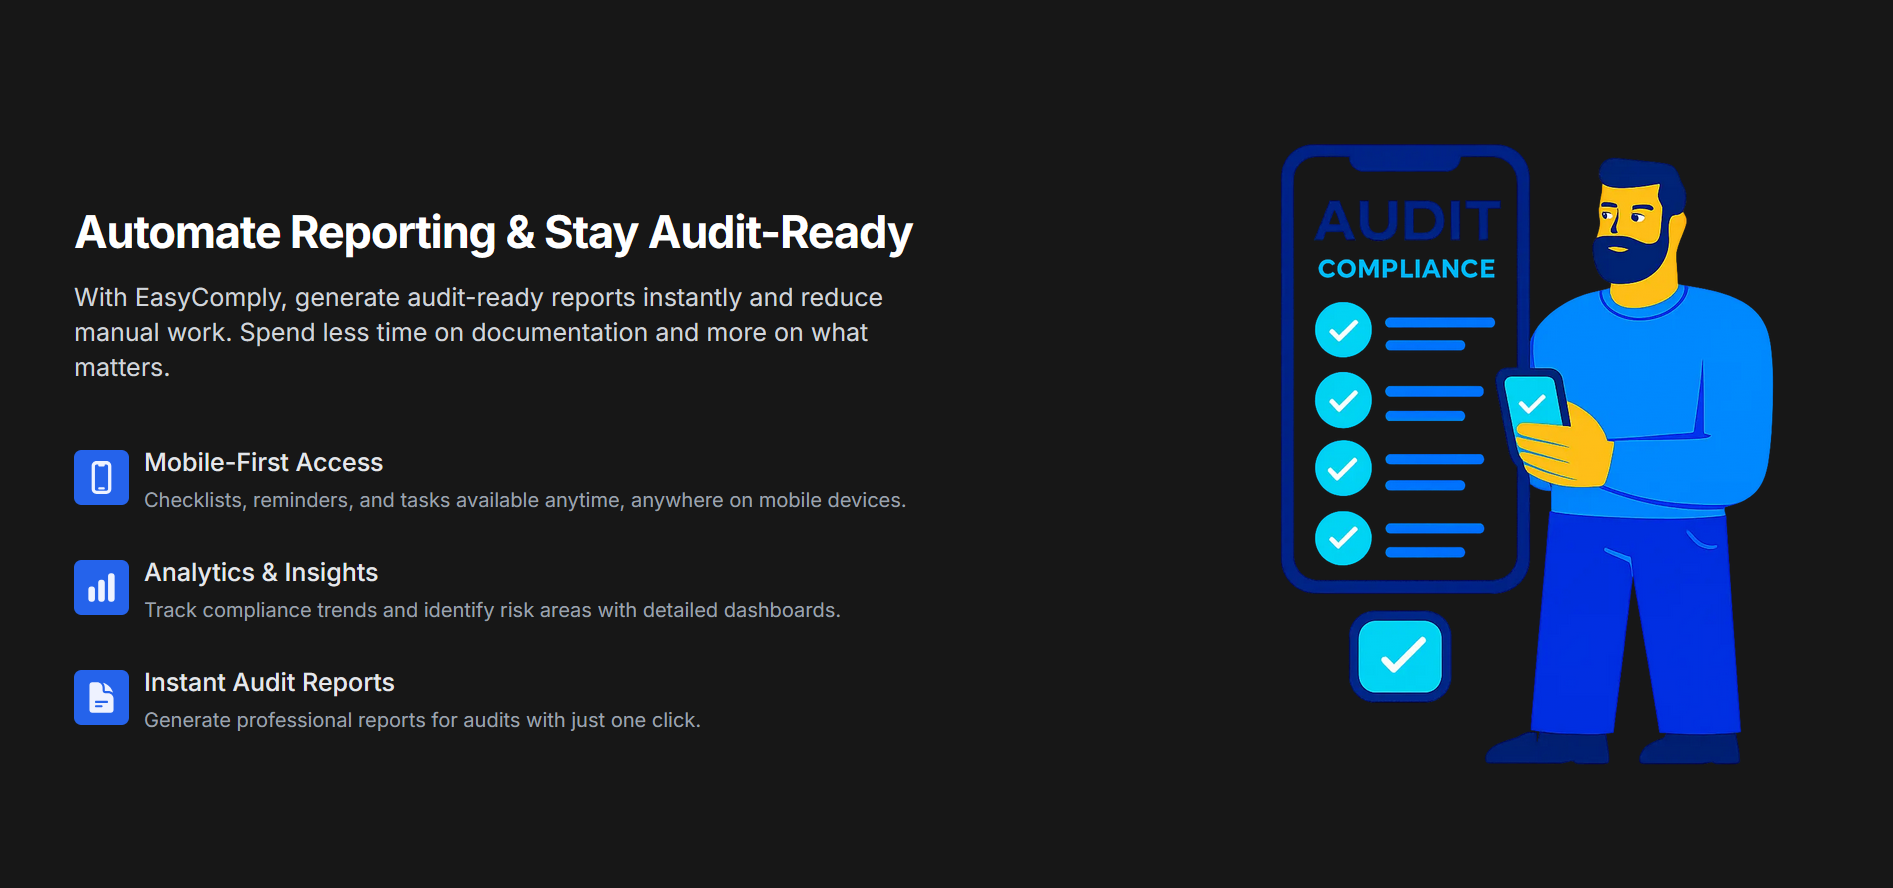 Automate Reporting & Stay Audit-Ready
With EasyComply, generate audit-ready reports instantly and reduce
manual work. Spend less time on documentation and more on what
matters.
Mobile-First Access
Checklists, reminders, and tasks available anytime, anywhere on mobile devices.
Analytics & Insights
Track compliance trends and identify risk areas with detailed dashboards.
Instant Audit Reports
Generate professional reports for audits with just one click.
AUDIT
COMPLIANCE